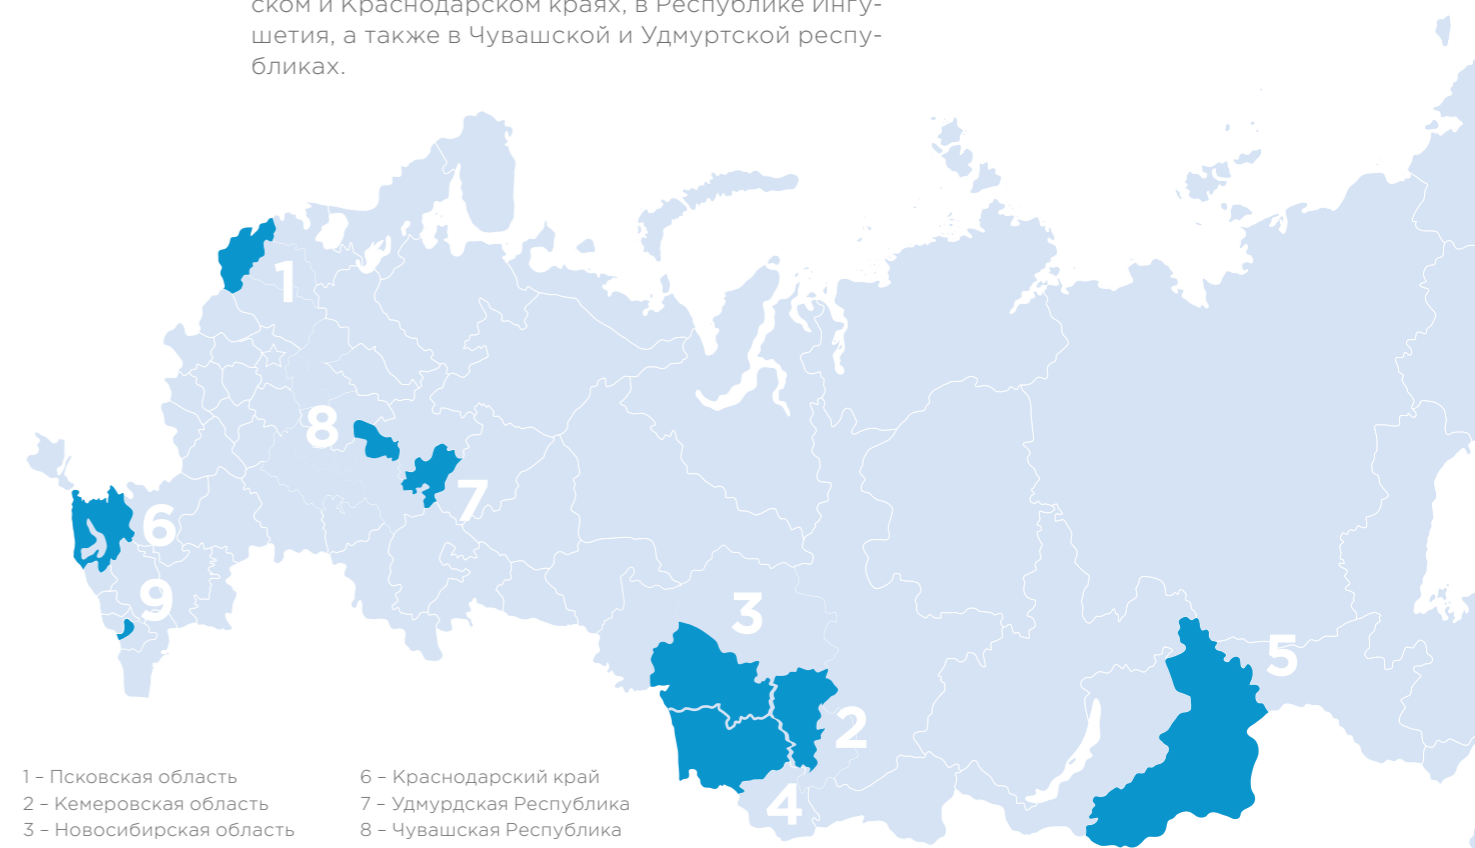 ском и Краснодарском краях, в Республике Ингу-
шетия, а также в Чувашской и Удмуртской респу-
бликах.
1
8
7
6
9
3
5
2
4
1 – Псковская область
2 – Кемеровская область
3 – Новосибирская область
6 – Краснодарский край
7 – Удмурдская Республика
8 – Чувашская Республика